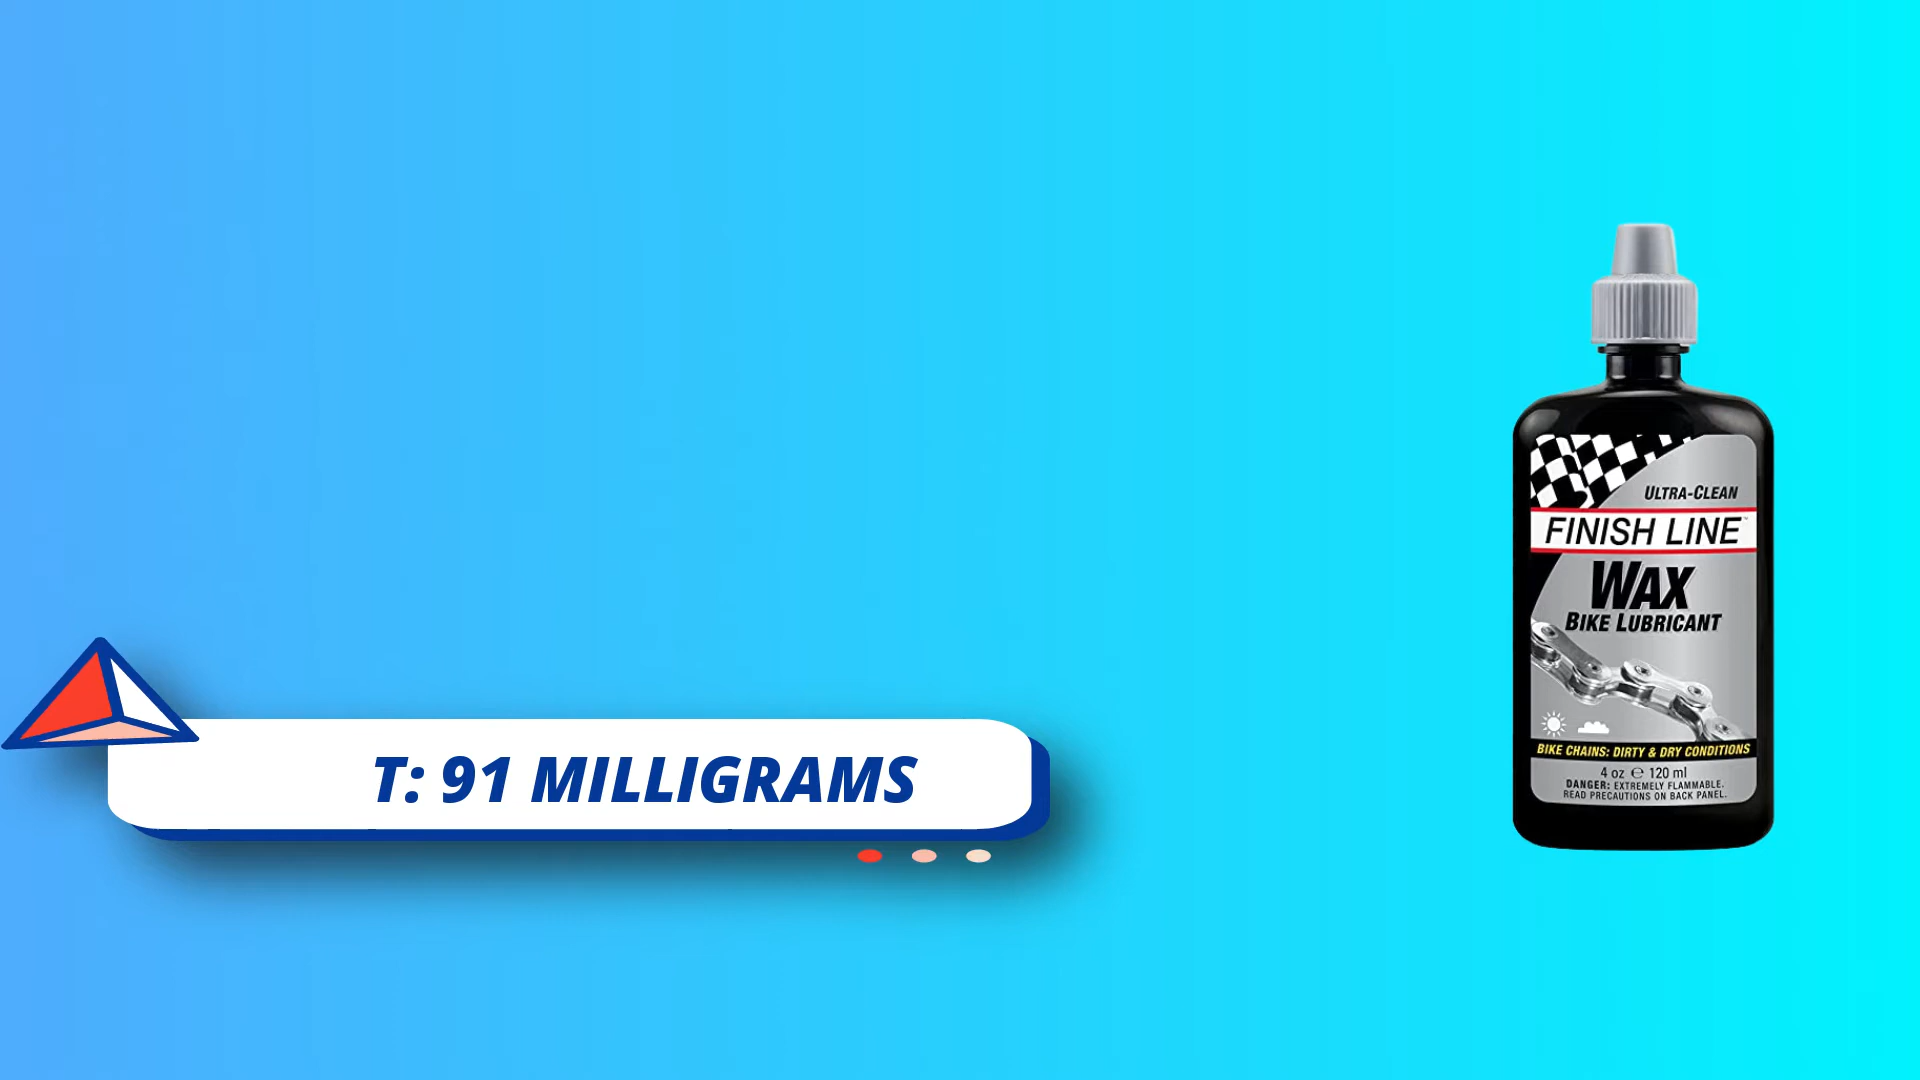 ULTRA-CLEAN
FINISH LINE™
WAX
BIKE LUBRICANT
BIKE CHAINS: DIRTY & DRY CONDITIONS
4 oz ℮ 120 ml
DANGER: EXTREMELY FLAMMABLE.
READ PRECAUTIONS ON BACK PANEL.
T: 91 MILLIGRAMS